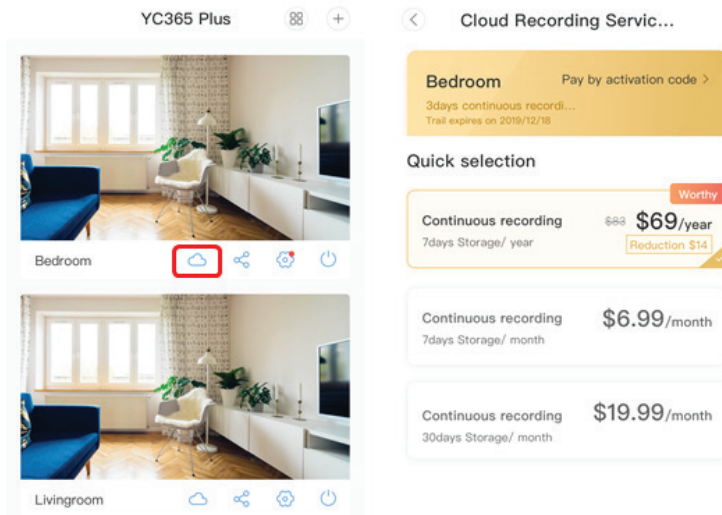 YC365 Plus
Bedroom
Livingroom
Cloud Recording Servic...
Bedroom
Pay by activation code >
3days continuous recordi...
Trail expires on 2019/12/18
Quick selection
Worthy
Continuous recording
$83 $69/year
7days Storage/ year
Reduction $14
Continuous recording
$6.99/month
7days Storage/ month
Continuous recording
$19.99/month
30days Storage/ month